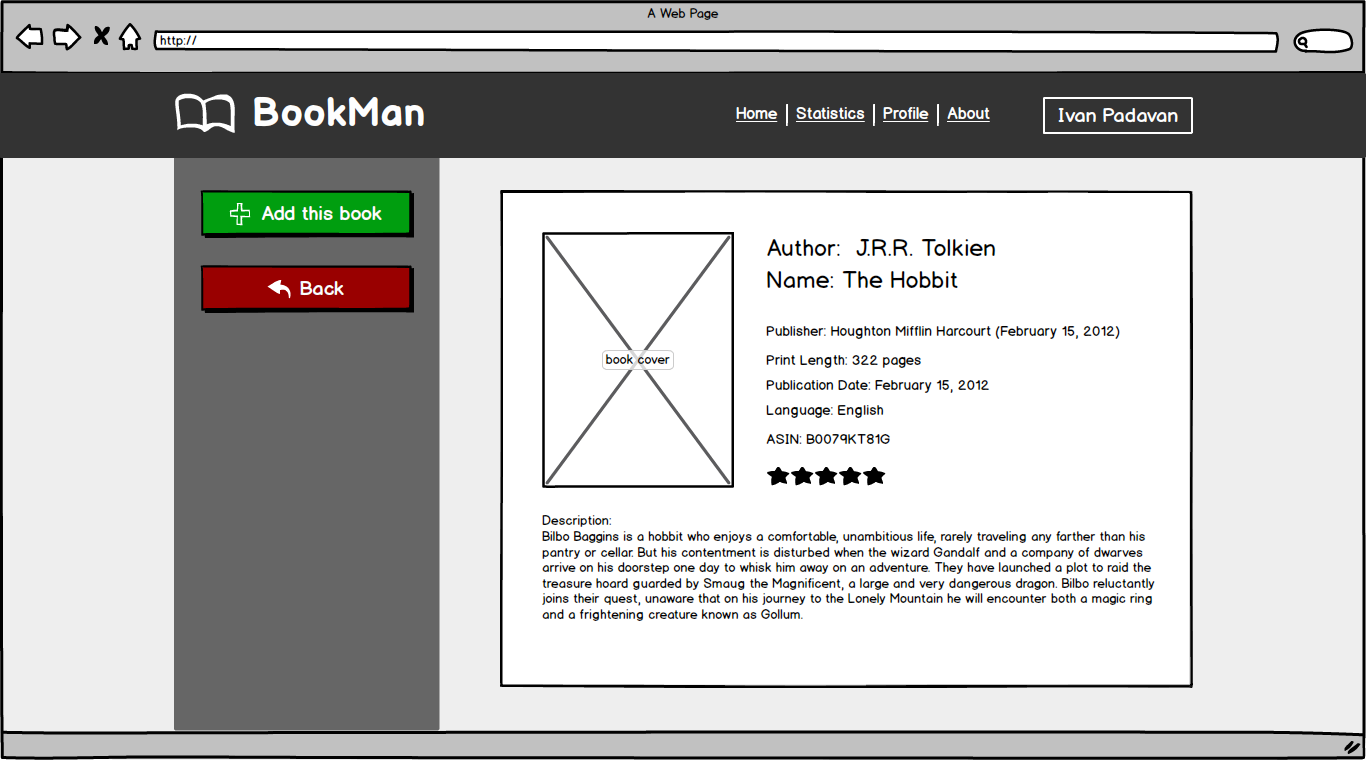 A Web Page
http://
BookMan
Home
Statistics
Profile
About
Ivan Padavan
Add this book
Back
book cover
Author: J.R.R. Tolkien
Name: The Hobbit
Publisher: Houghton Mifflin Harcourt (February 15, 2012)
Print Length: 322 pages
Publication Date: February 15, 2012
Language: English
ASIN: B0079KT81G
Description:
Bilbo Baggins is a hobbit who enjoys a comfortable, unambitious life, rarely traveling any farther than his
pantry or cellar. But his contentment is disturbed when the wizard Gandalf and a company of dwarves
arrive on his doorstep one day to whisk him away on an adventure. They have launched a plot to raid the
treasure hoard guarded by Smaug the Magnificent, a large and very dangerous dragon. Bilbo reluctantly
joins their quest, unaware that on his journey to the Lonely Mountain he will encounter both a magic ring
and a frightening creature known as Gollum.